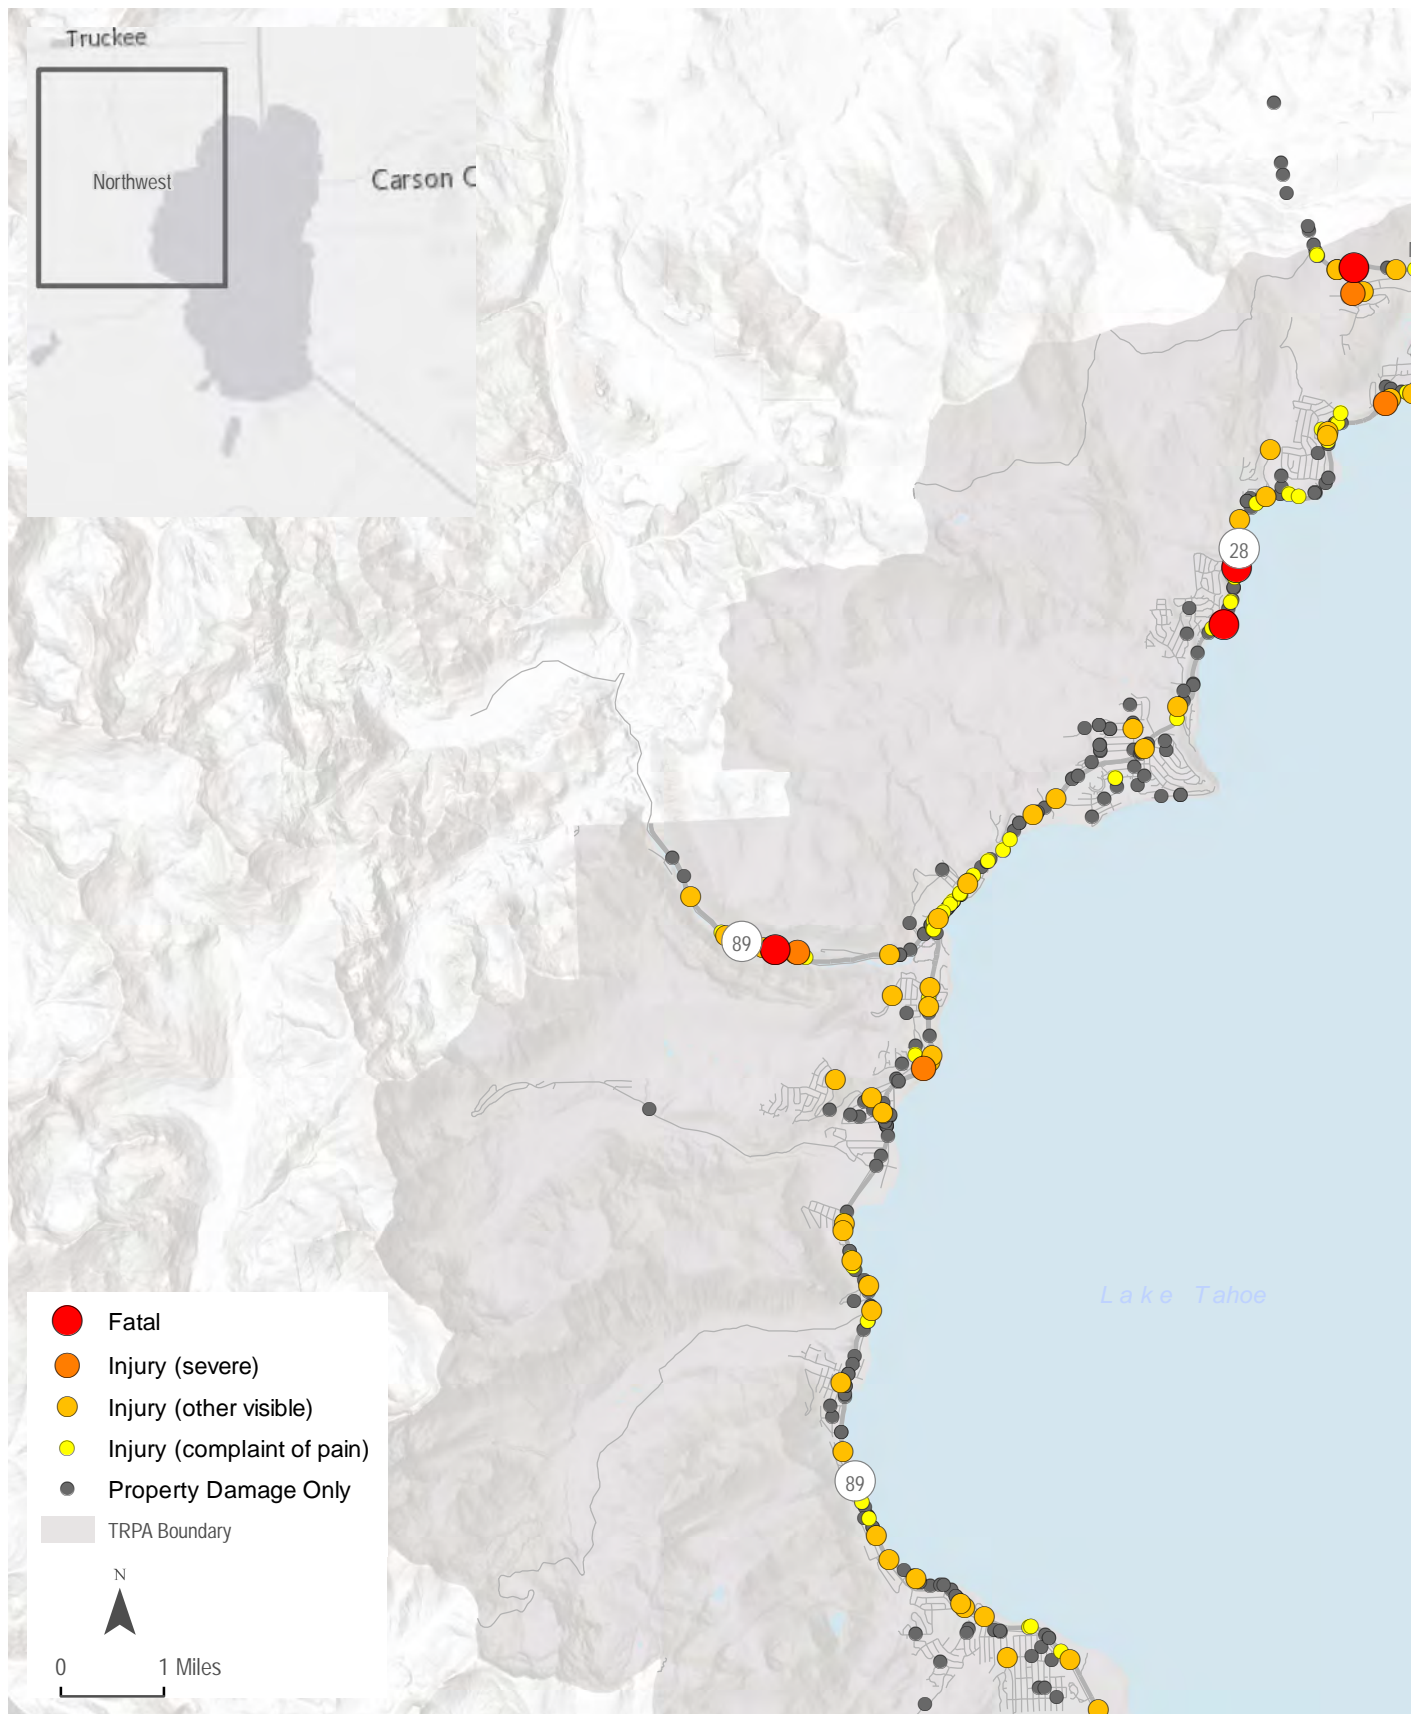 Truckee
Northwest
Carson C
28
89
Lake Tahoe
89
Fatal
Injury (severe)
Injury (other visible)
Injury (complaint of pain)
Property Damage Only
TRPA Boundary
N
0 1 Miles